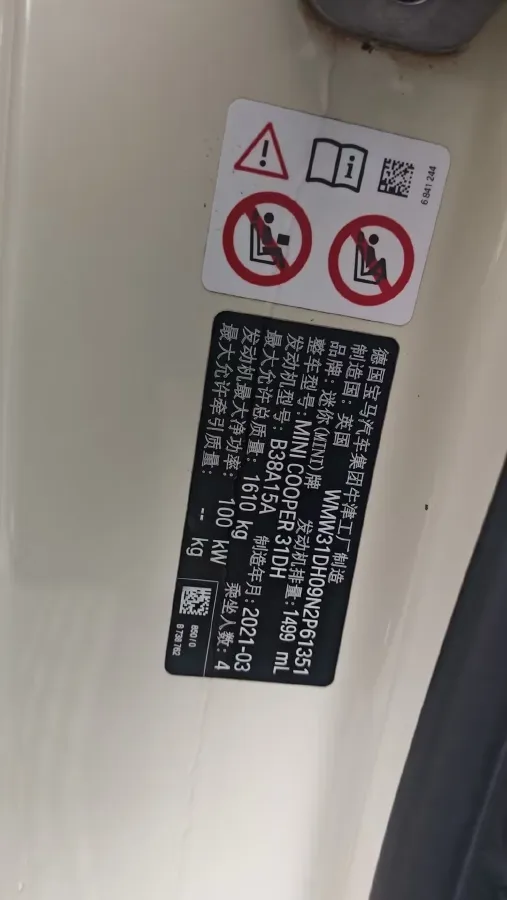 6 841 244
德国宝马汽车集团牛津工厂制造
制造国：英国 WMW31DH09N2P61351
品牌：迷你(MINI)牌 发动机排量：1499 mL
整车型号：MINI COOPER 31DH
发动机型号：B38A15A 制造年月：2021-03
最大允许总质量：1610 kg 乘坐人数：4
发动机最大净功率：100 kW
最大允许牵引质量：-- kg
850/0
B 738 762